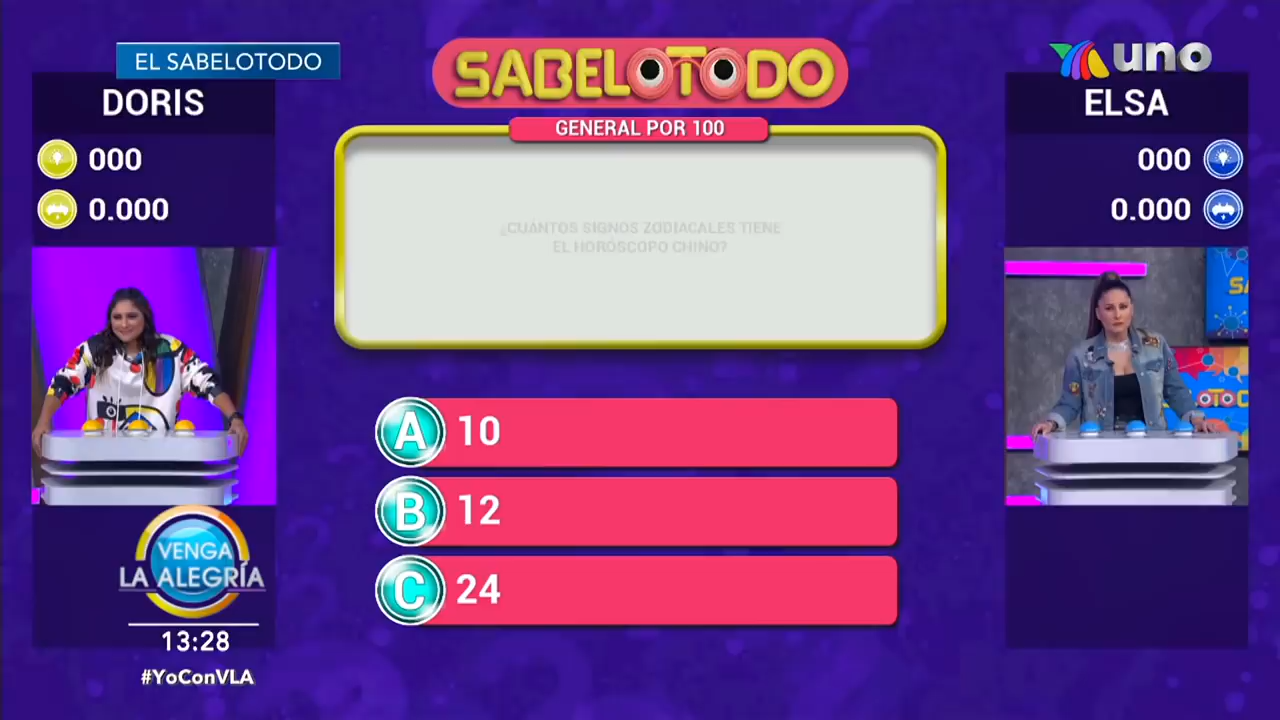 EL SABELOTODO
SABELOTODO
uno
DORIS
GENERAL POR 100
ELSA
000
0.000
000
0.000
¿CUÁNTOS SIGNOS ZODIACALES TIENE
EL HORÓSCOPO CHINO?
A 10
B 12
C 24
VENGA
LA ALEGRÍA
13:28
#YoConVLA